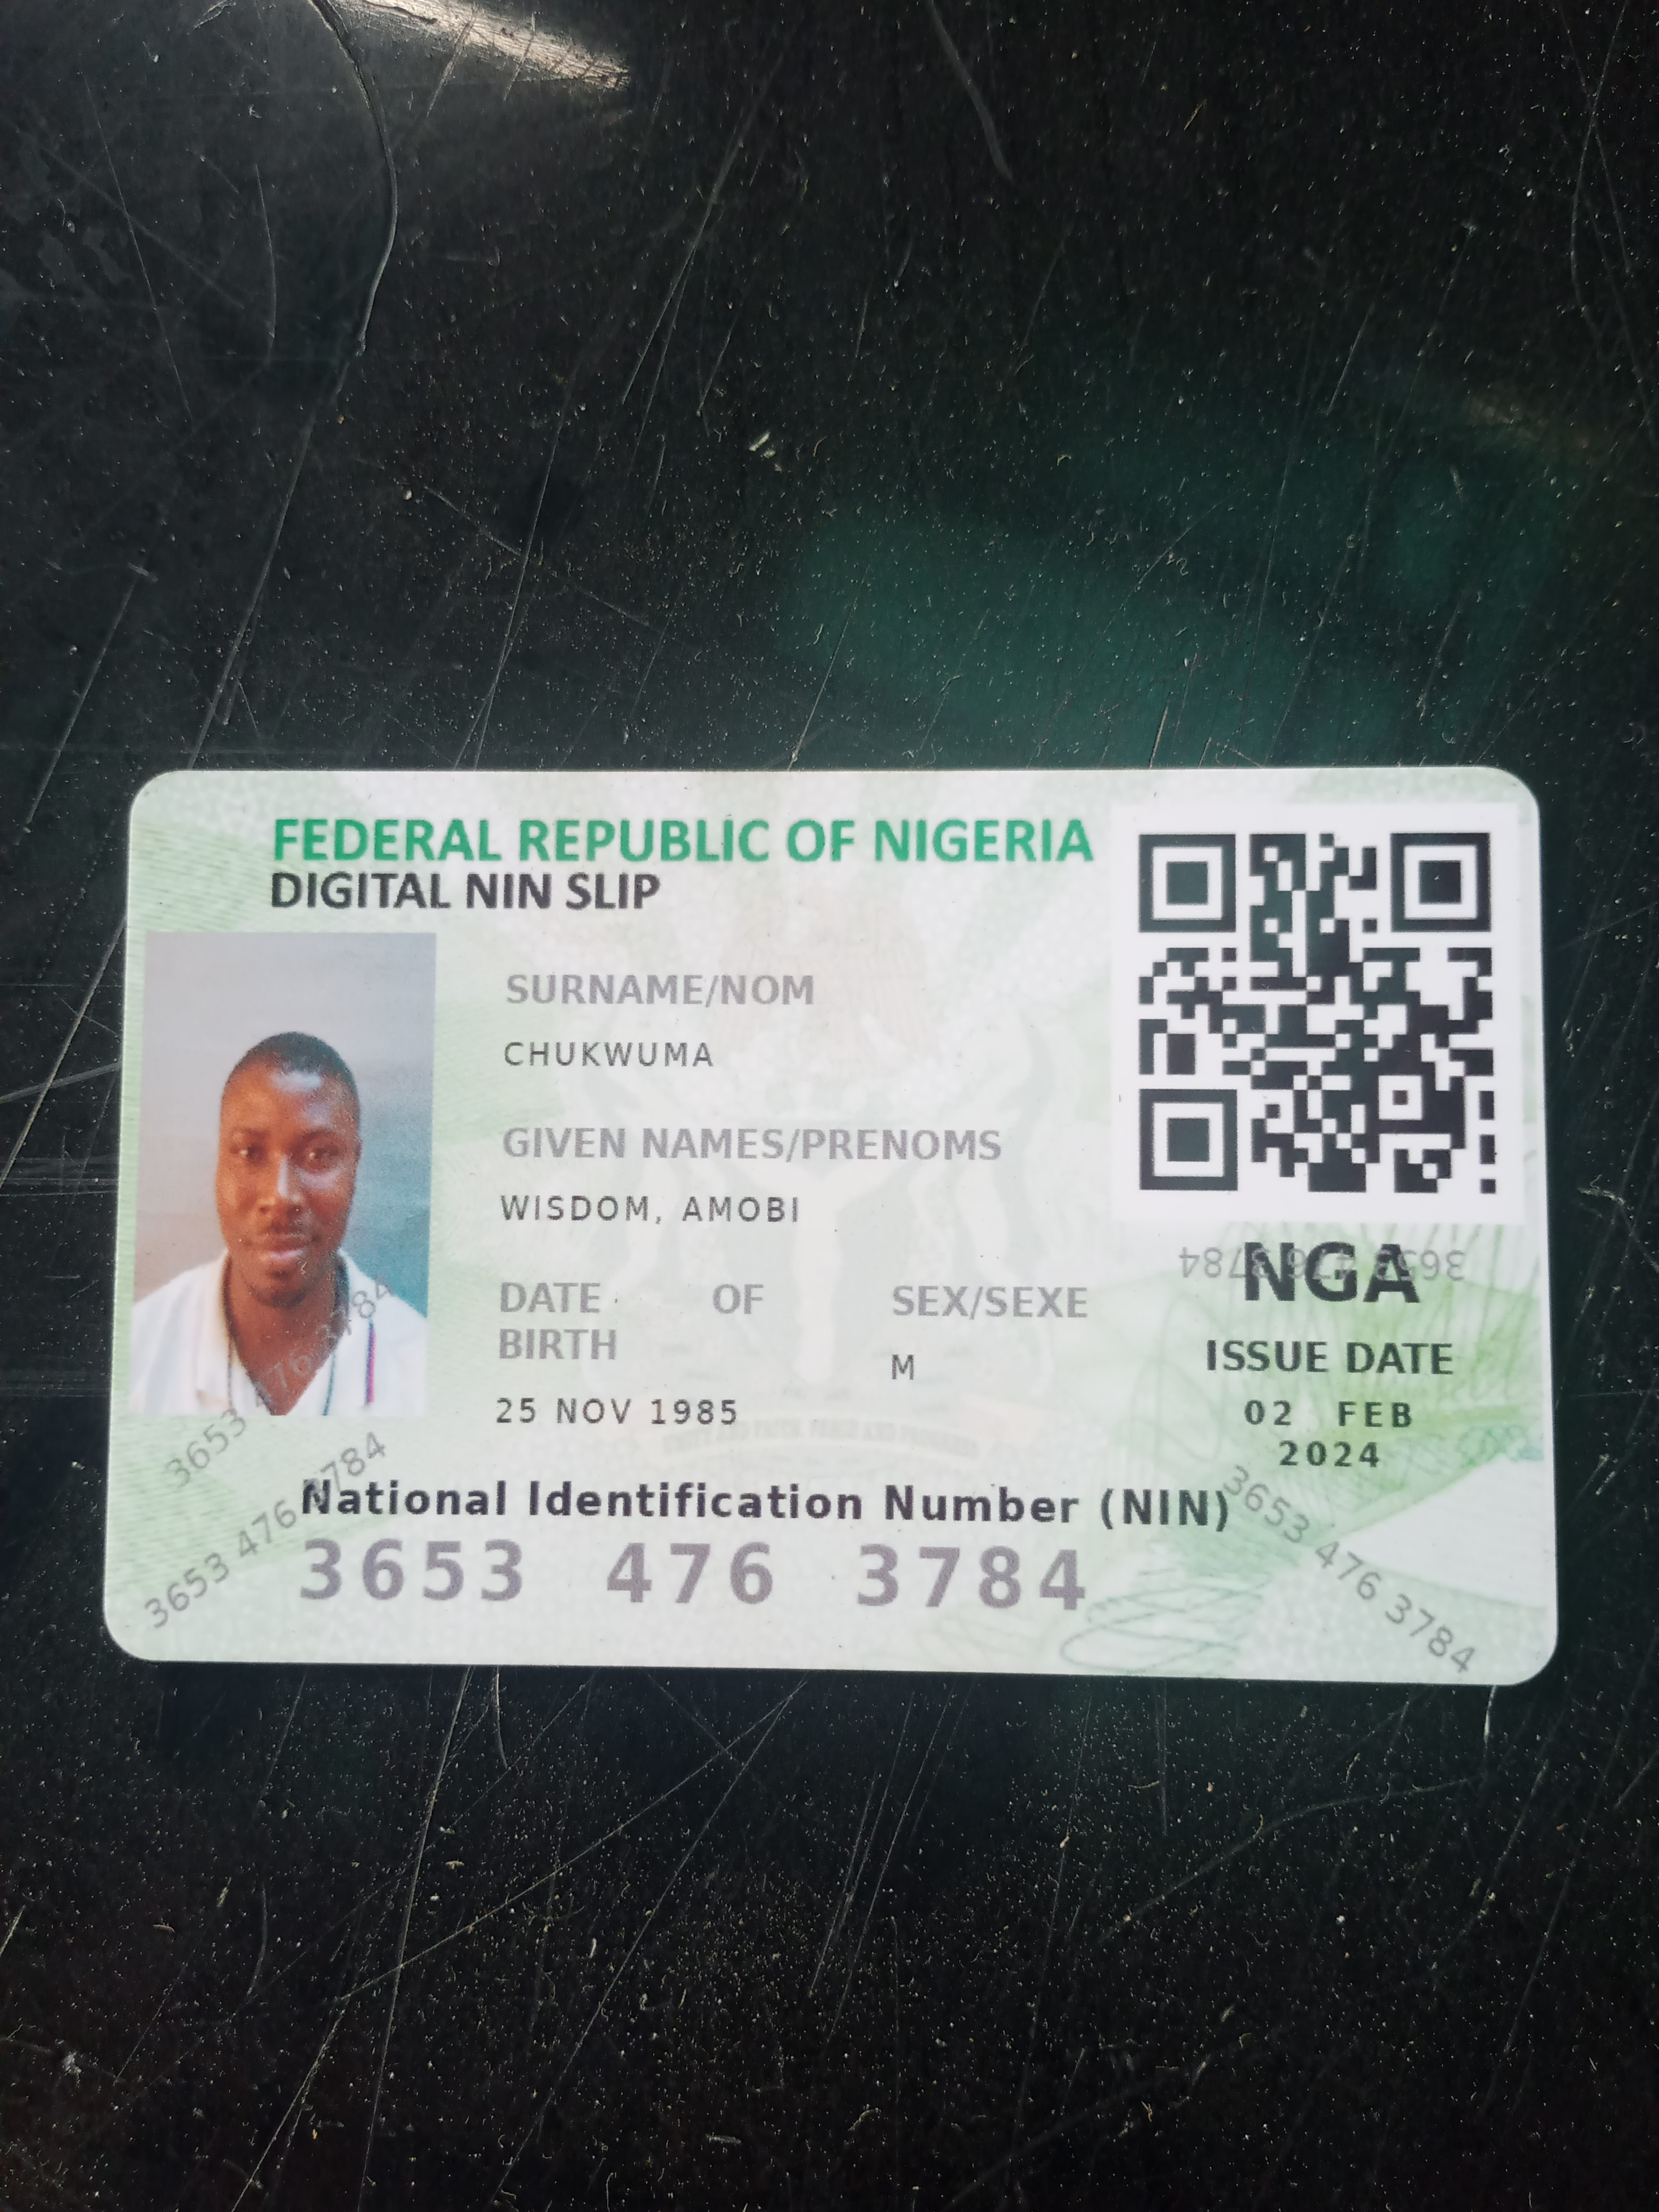 FEDERAL REPUBLIC OF NIGERIA
DIGITAL NIN SLIP
SURNAME/NOM
CHUKWUMA
GIVEN NAMES/PRENOMS
WISDOM, AMOBI
DATE OF
BIRTH
25 NOV 1985
SEX/SEXE
M
3653 476 3784
NGA
ISSUE DATE
02 FEB
2024
3653 476 3784
3653 476 3784
3653 476 3784
National Identification Number (NIN)
3653 476 3784